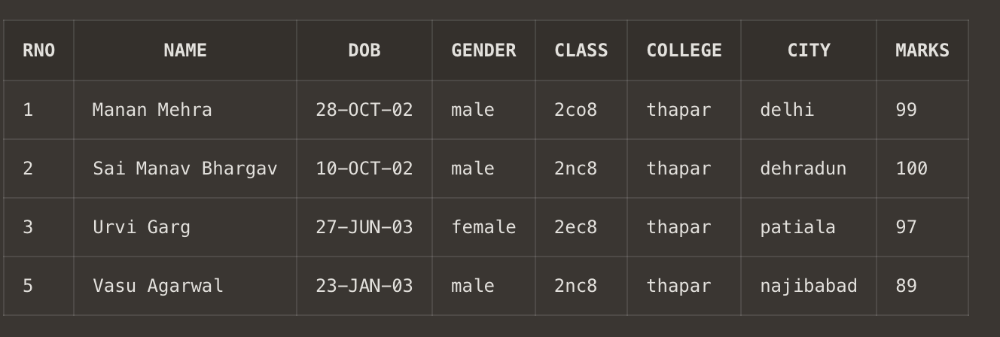 RNO NAME DOB GENDER CLASS COLLEGE CITY MARKS
1 Manan Mehra 28-OCT-02 male 2co8 thapar delhi 99
2 Sai Manav Bhargav 10-OCT-02 male 2nc8 thapar dehradun 100
3 Urvi Garg 27-JUN-03 female 2ec8 thapar patiala 97
5 Vasu Agarwal 23-JAN-03 male 2nc8 thapar najibabad 89